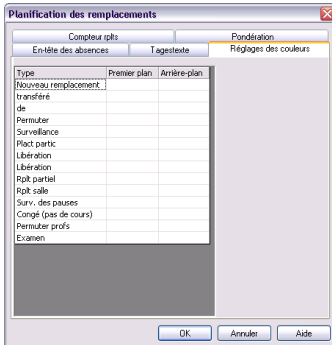 Planification des remplacements
Compteur rplts
Pondération
En-tête des absences
Tagestexte
Réglages des couleurs
Type Premier plan Arrière-plan
Nouveau remplacement
transféré
de
Permuter
Surveillance
Plact partic
Libération
Libération
Rplt partiel
Rplt salle
Surv. des pauses
Congé (pas de cours)
Permuter profs
Examen
OK Annuler Aide